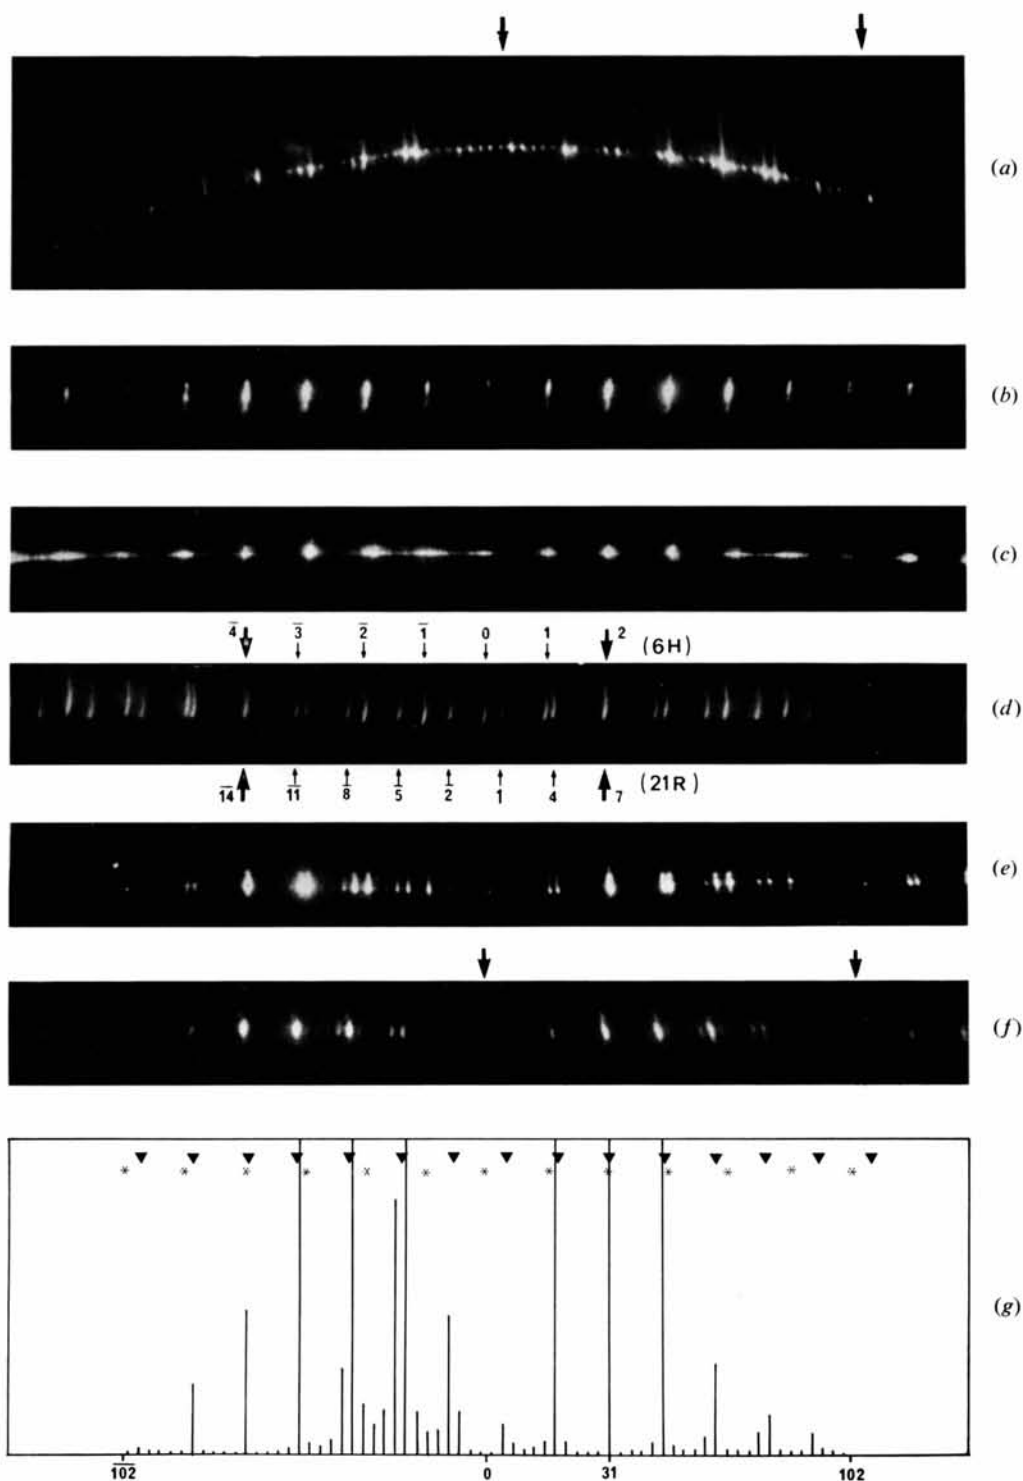 (a)
(b)
(c)
4̅ 3̅ 2̅ 1̅ 0 1 2 (6H)
(d)
1̅4̅ 1̅1̅ 8̅ 5̅ 2̅ 1 4 7 (21R)
(e)
(f)
(g)
1̅0̅2̅ 0 31 102